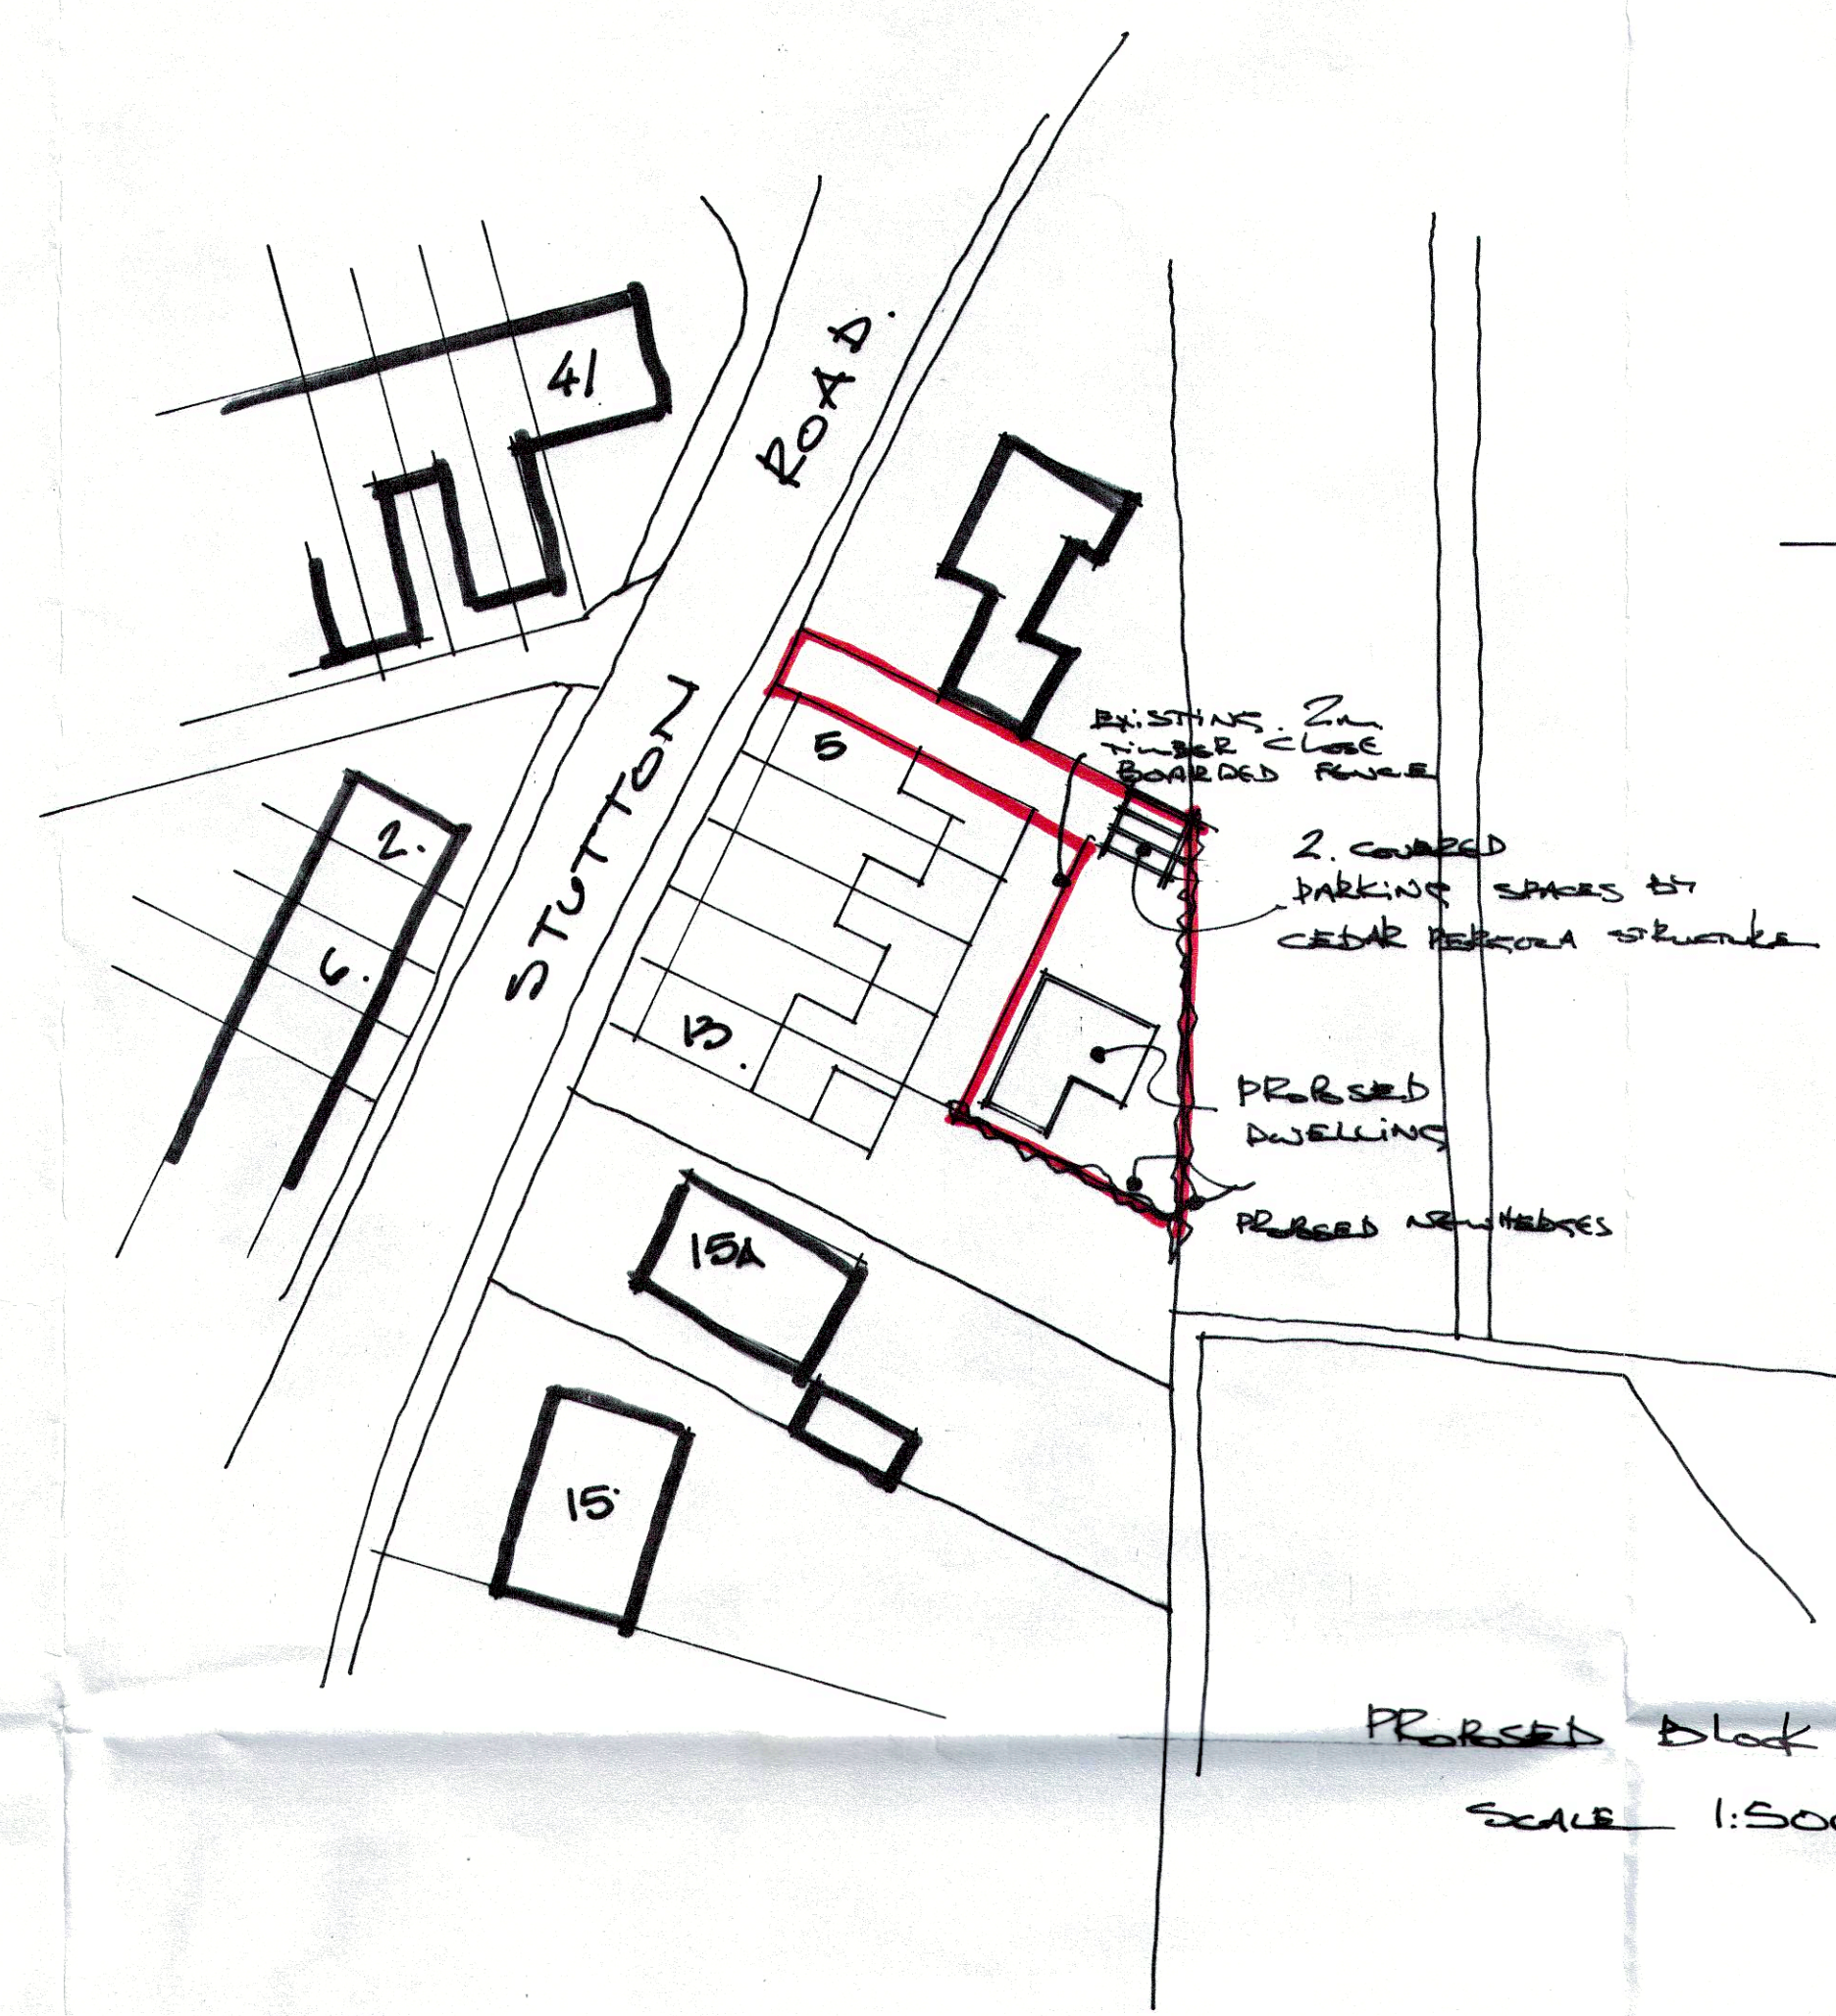 41
ROAD.
STUTTON
5
EXISTING. 2m
TIMBER CLOSE
BOARDED FENCE
2. COVERED
PARKING SPACES BY
CEDAR PERGOLA STRUCTURE
2.
6.
13.
PROPOSED
DWELLING
PROPOSED NEW HEDGES
15A
15
PROPOSED Block
SCALE 1:500